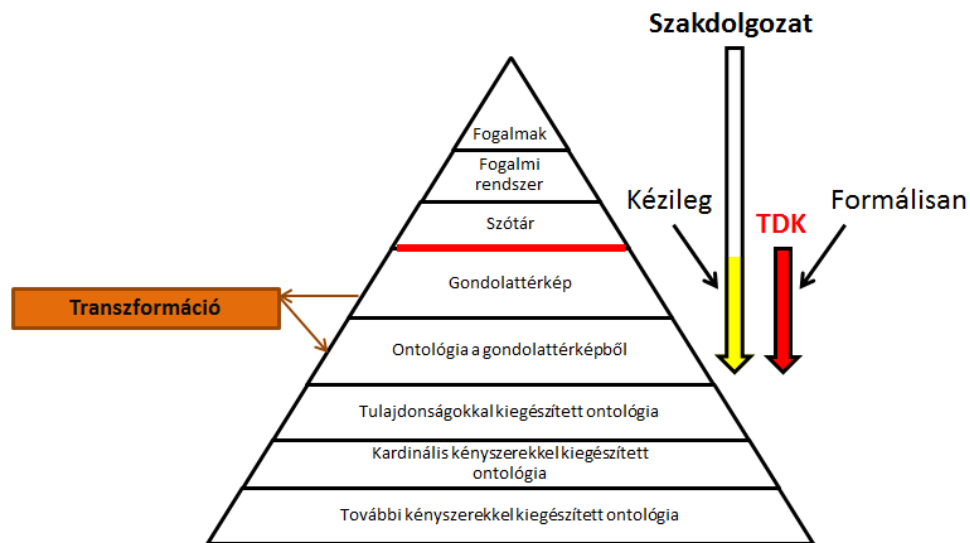 Szakdolgozat
Fogalmak
Fogalmi
rendszer
Kézileg
Formálisan
TDK
Szótár
Gondolattérkép
Transzformáció
Ontológia a gondolattérképből
Tulajdonságokkal kiegészített ontológia
Kardinális kényszerekkel kiegészített
ontológia
További kényszerekkel kiegészített ontológia